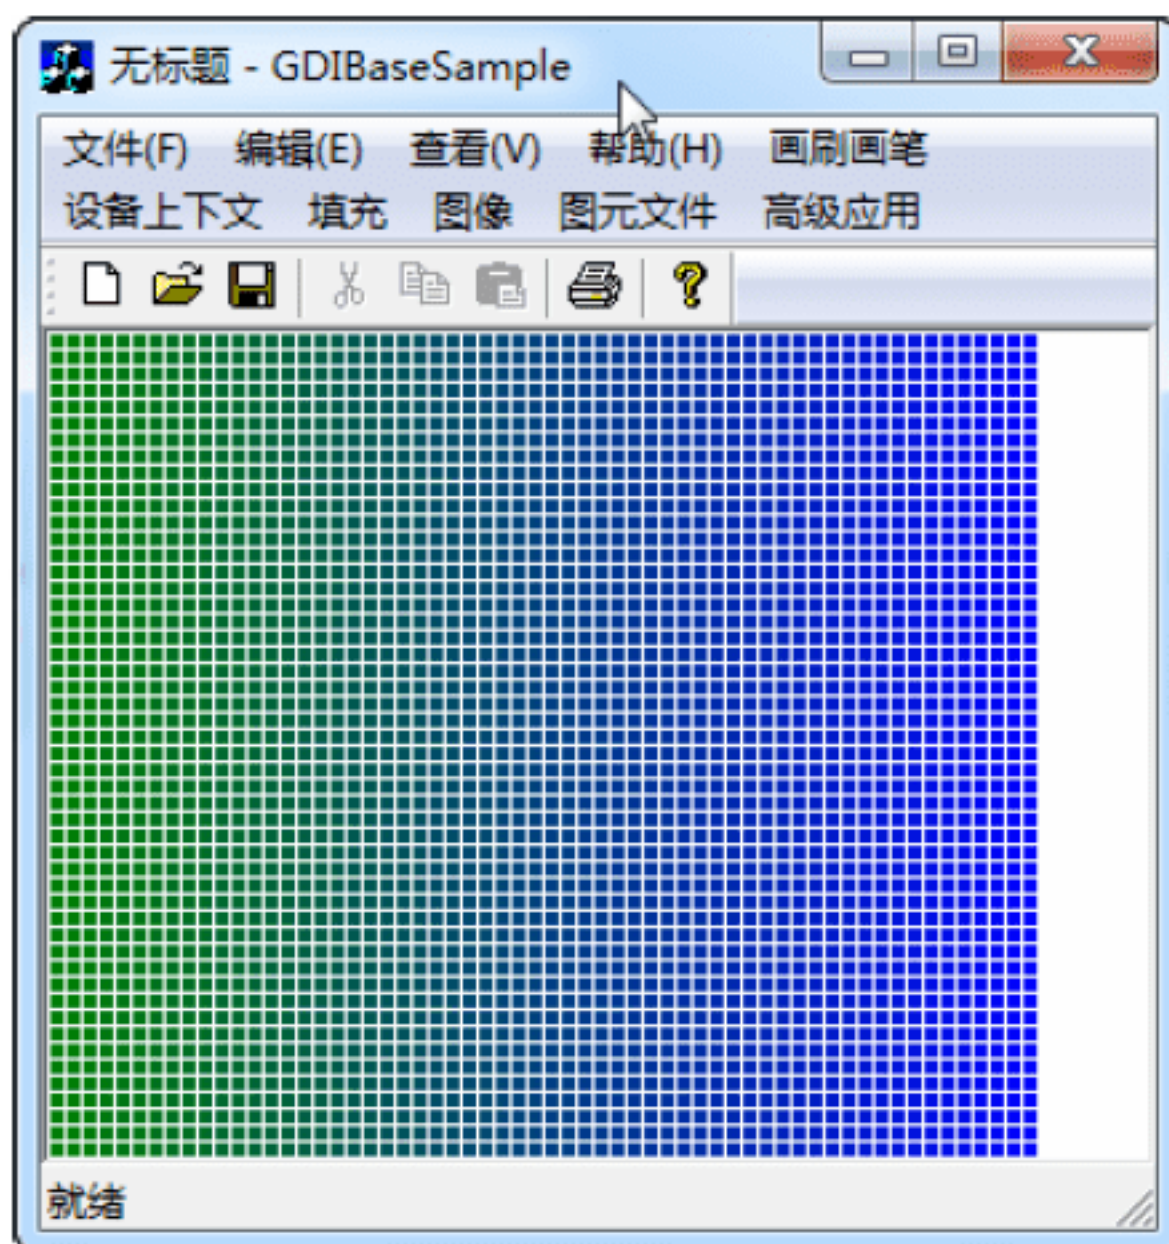 无标题 - GDIBaseSample
文件(F) 编辑(E) 查看(V) 帮助(H) 画刷画笔
设备上下文 填充 图像 图元文件 高级应用
就绪